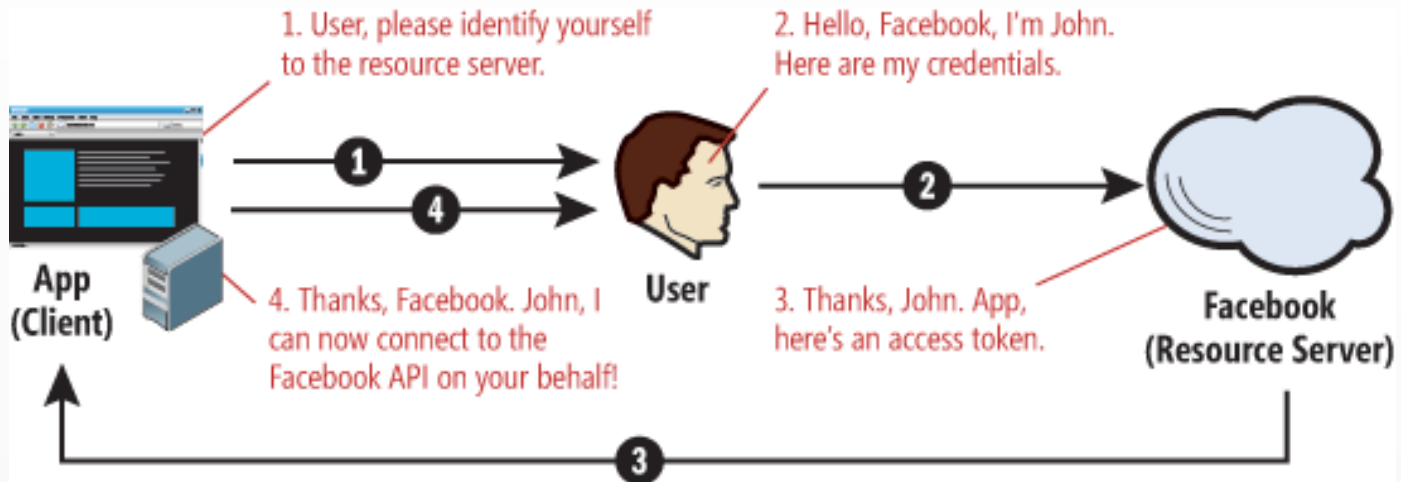 1. User, please identify yourself
to the resource server.
2. Hello, Facebook, I'm John.
Here are my credentials.
1
4
2
App
(Client)
4. Thanks, Facebook. John, I
can now connect to the
Facebook API on your behalf!
User
3. Thanks, John. App,
here's an access token.
Facebook
(Resource Server)
3